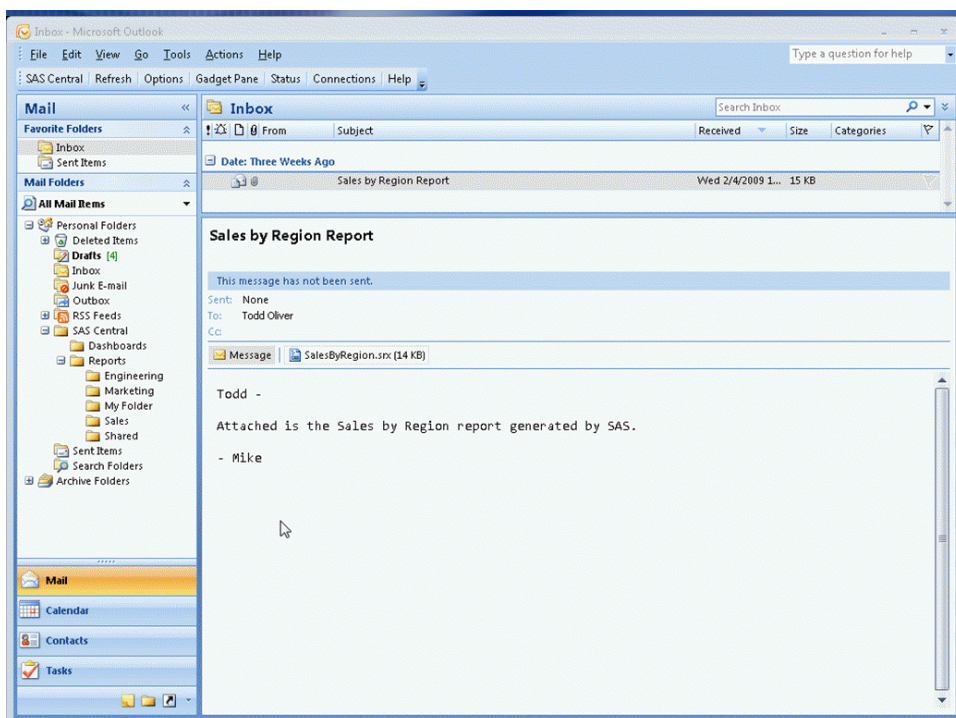 Inbox - Microsoft Outlook
File Edit View Go Tools Actions Help
Type a question for help
SAS Central Refresh Options Gadget Pane Status Connections Help
Mail «
Favorite Folders
Inbox
Sent Items
Mail Folders
All Mail Items
Personal Folders
Deleted Items
Drafts [4]
Inbox
Junk E-mail
Outbox
RSS Feeds
SAS Central
Dashboards
Reports
Engineering
Marketing
My Folder
Sales
Shared
Sent Items
Search Folders
Archive Folders
Mail
Calendar
Contacts
Tasks
Inbox
Search Inbox
! From Subject Received Size Categories
Date: Three Weeks Ago
Sales by Region Report Wed 2/4/2009 1... 15 KB
Sales by Region Report
This message has not been sent.
Sent: None
To: Todd Oliver
Cc:
Message SalesByRegion.srx (14 KB)
Todd -
Attached is the Sales by Region report generated by SAS.
- Mike